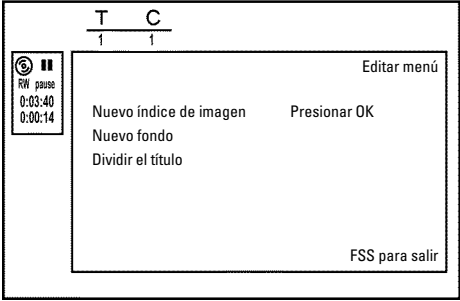 T C
1 1
RW pause
0:03:40
0:00:14
Editar menú
Nuevo índice de imagen Presionar OK
Nuevo fondo
Dividir el título
FSS para salir